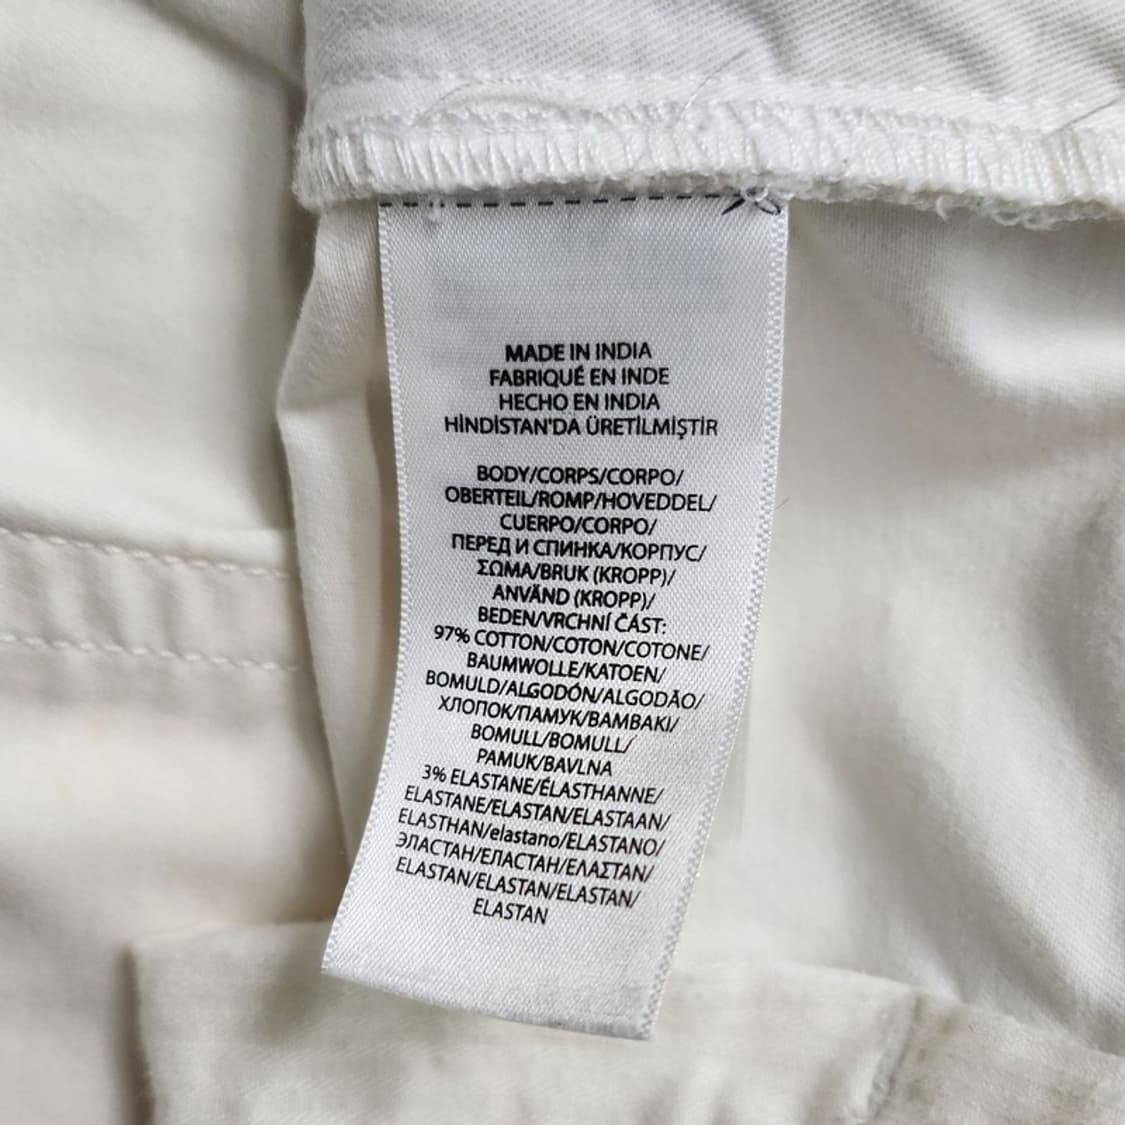 MADE IN INDIA
FABRIQUÉ EN INDE
HECHO EN INDIA
HİNDİSTAN'DA ÜRETİLMİŞTİR
BODY/CORPS/CORPO/
OBERTEIL/ROMP/HOVEDDEL/
CUERPO/CORPO/
ПЕРЕД И СПИНКА/КОРПУС/
ΣΩΜΑ/BRUK (KROPP)/
ANVÄND (KROPP)/
BEDEN/VRCHNÍ ČÁST:
97% COTTON/COTON/COTONE/
BAUMWOLLE/KATOEN/
BOMULD/ALGODÓN/ALGODÃO/
ХЛОПОК/ПАМУК/BAMBAKI/
BOMULL/BOMULL/
PAMUK/BAVLNA
3% ELASTANE/ÉLASTHANNE/
ELASTANE/ELASTAN/ELASTAAN/
ELASTHAN/elastano/ELASTANO/
ЭЛАСТАН/ЕЛАСТАН/ΕΛΑΣΤΑΝ/
ELASTAN/ELASTAN/ELASTAN/
ELASTAN